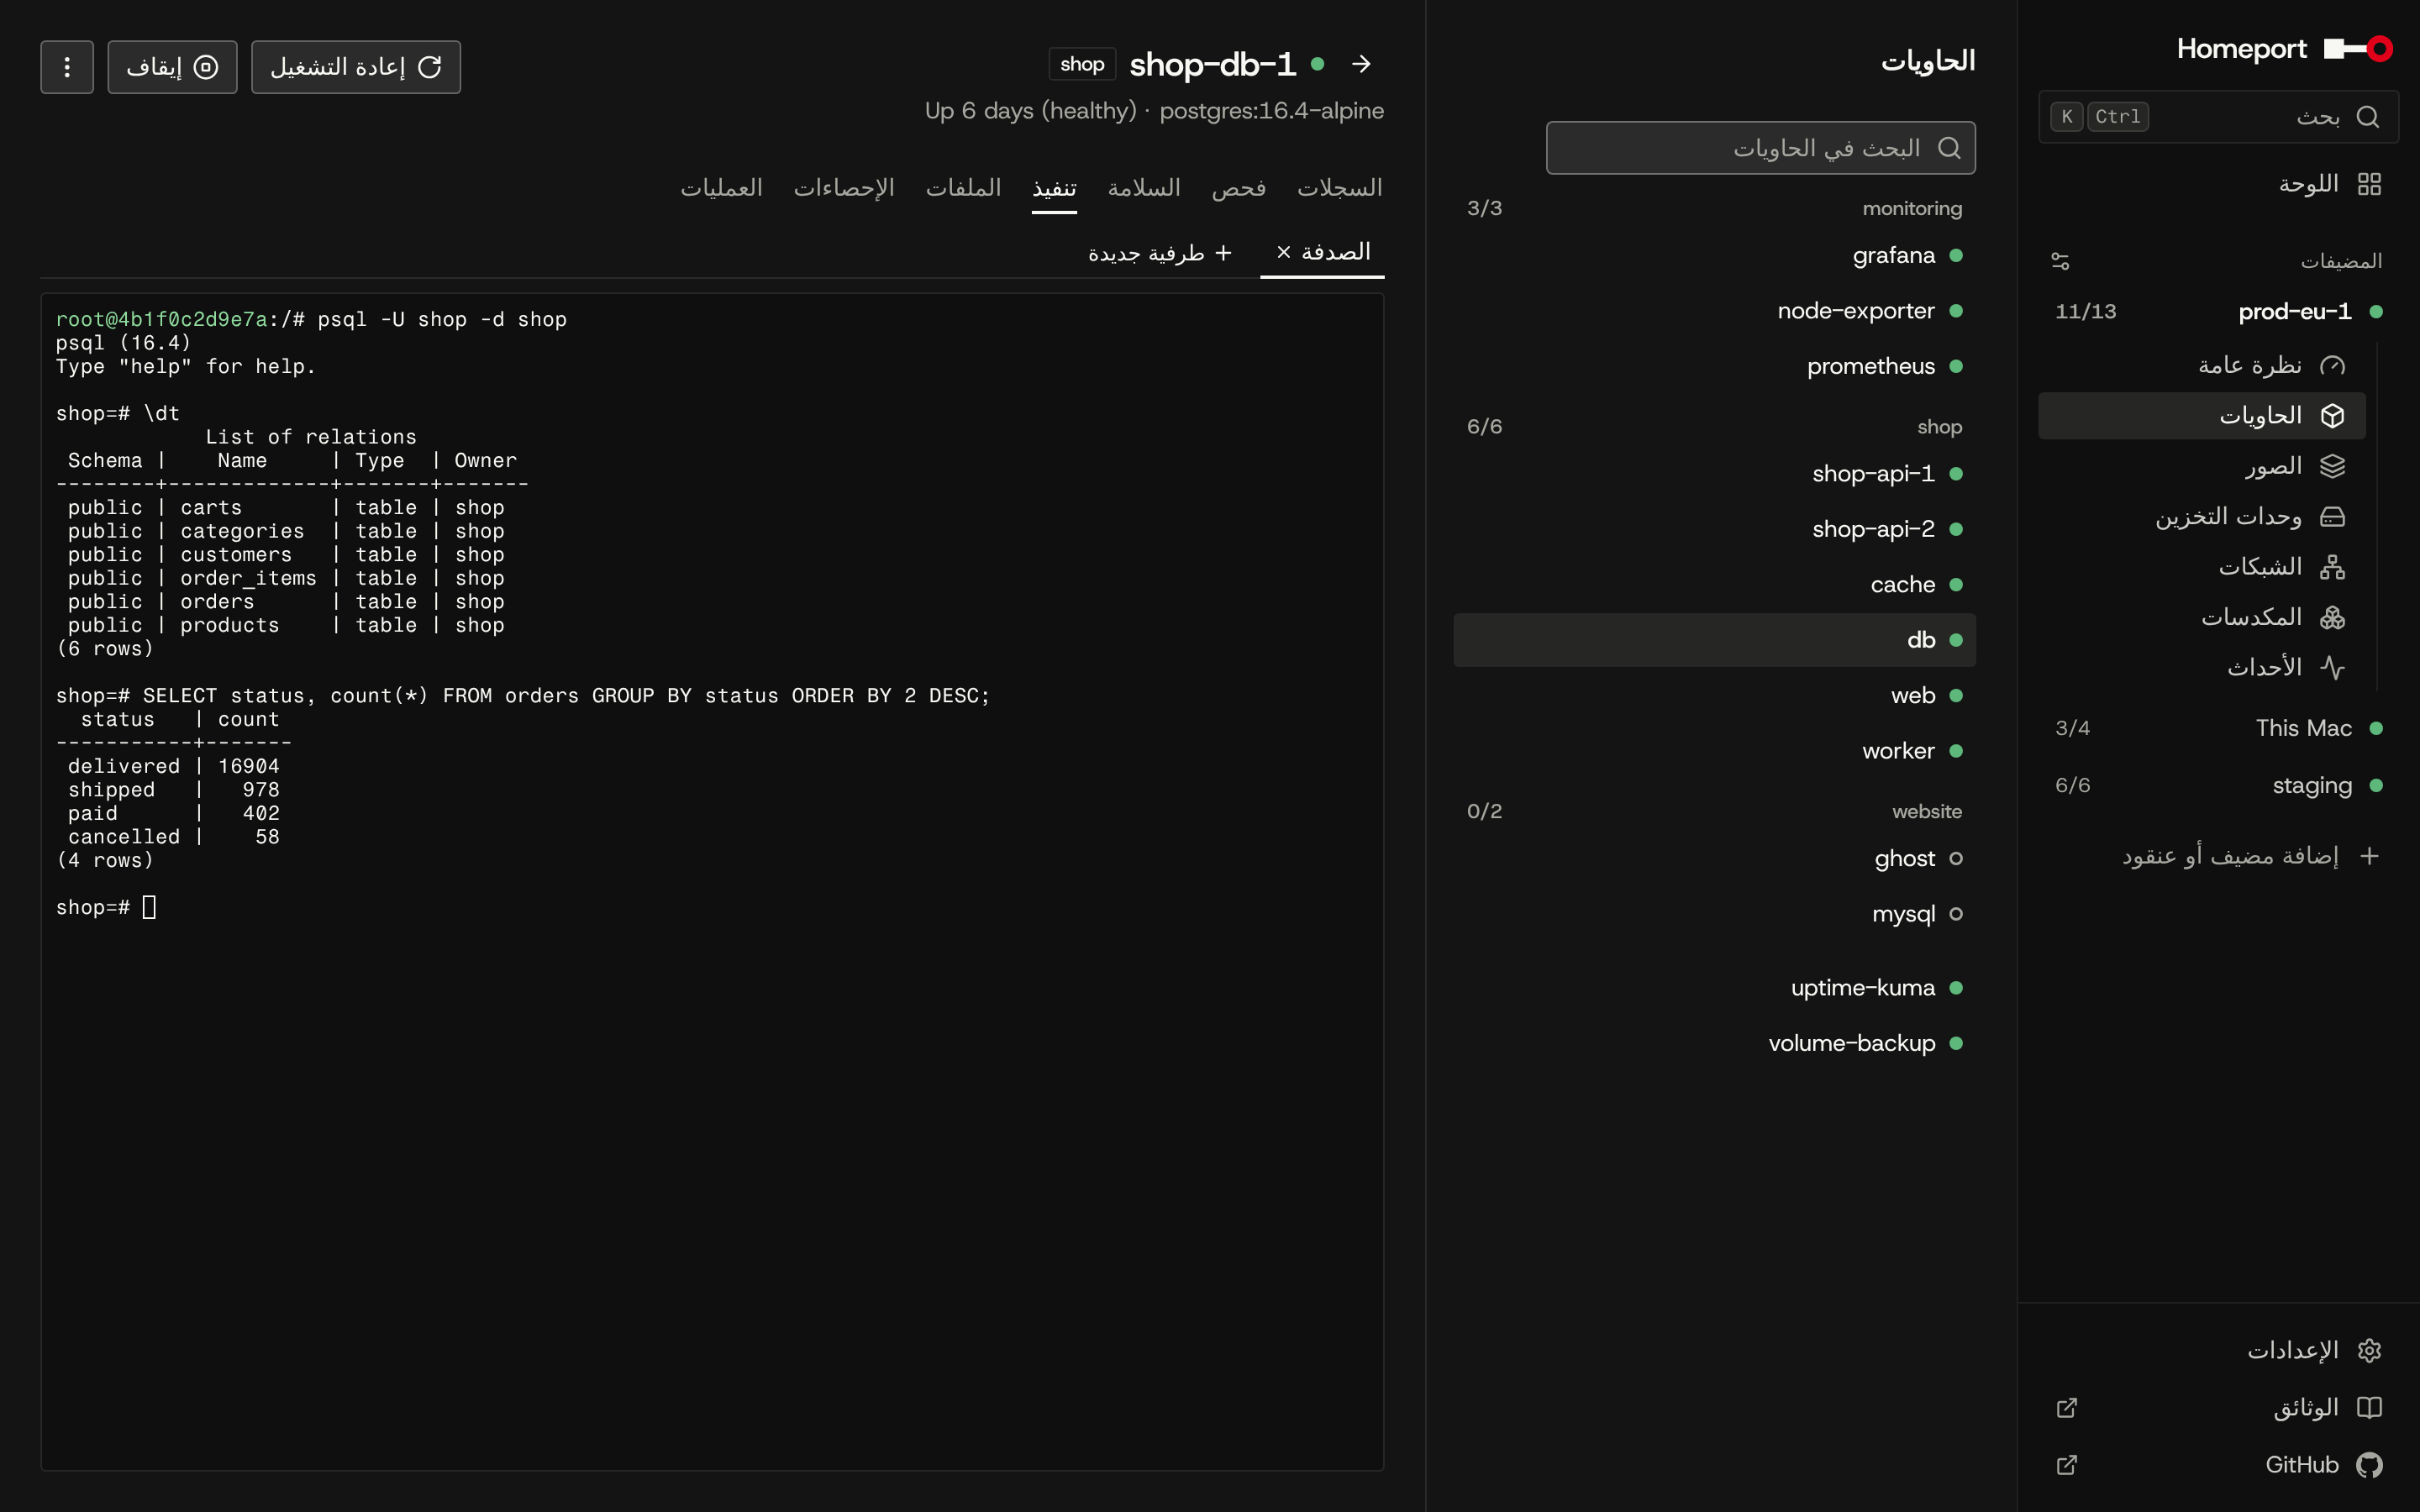 Homeport
بحث
Ctrl K
اللوحة
المضيفات
prod-eu-1 11/13
نظرة عامة
الحاويات
الصور
وحدات التخزين
الشبكات
المكدسات
الأحداث
This Mac 3/4
staging 6/6
إضافة مضيف أو عنقود
الإعدادات
الوثائق
GitHub
الحاويات
البحث في الحاويات
monitoring 3/3
grafana
node-exporter
prometheus
shop 6/6
shop-api-1
shop-api-2
cache
db
web
worker
website 0/2
ghost
mysql
uptime-kuma
volume-backup
shop-db-1 shop
إعادة التشغيل
إيقاف
Up 6 days (healthy) · postgres:16.4-alpine
السجلات فحص السلامة تنفيذ الملفات الإحصاءات العمليات
الصدفة × + طرفية جديدة
root@4b1f0c2d9e7a:/# psql -U shop -d shop
psql (16.4)
Type "help" for help.
shop=# \dt
List of relations
Schema | Name | Type | Owner
--------+-------------+-------+-------
public | carts | table | shop
public | categories | table | shop
public | customers | table | shop
public | order_items | table | shop
public | orders | table | shop
public | products | table | shop
(6 rows)
shop=# SELECT status, count(*) FROM orders GROUP BY status ORDER BY 2 DESC;
status | count
-----------+-------
delivered | 16904
shipped | 978
paid | 402
cancelled | 58
(4 rows)
shop=#